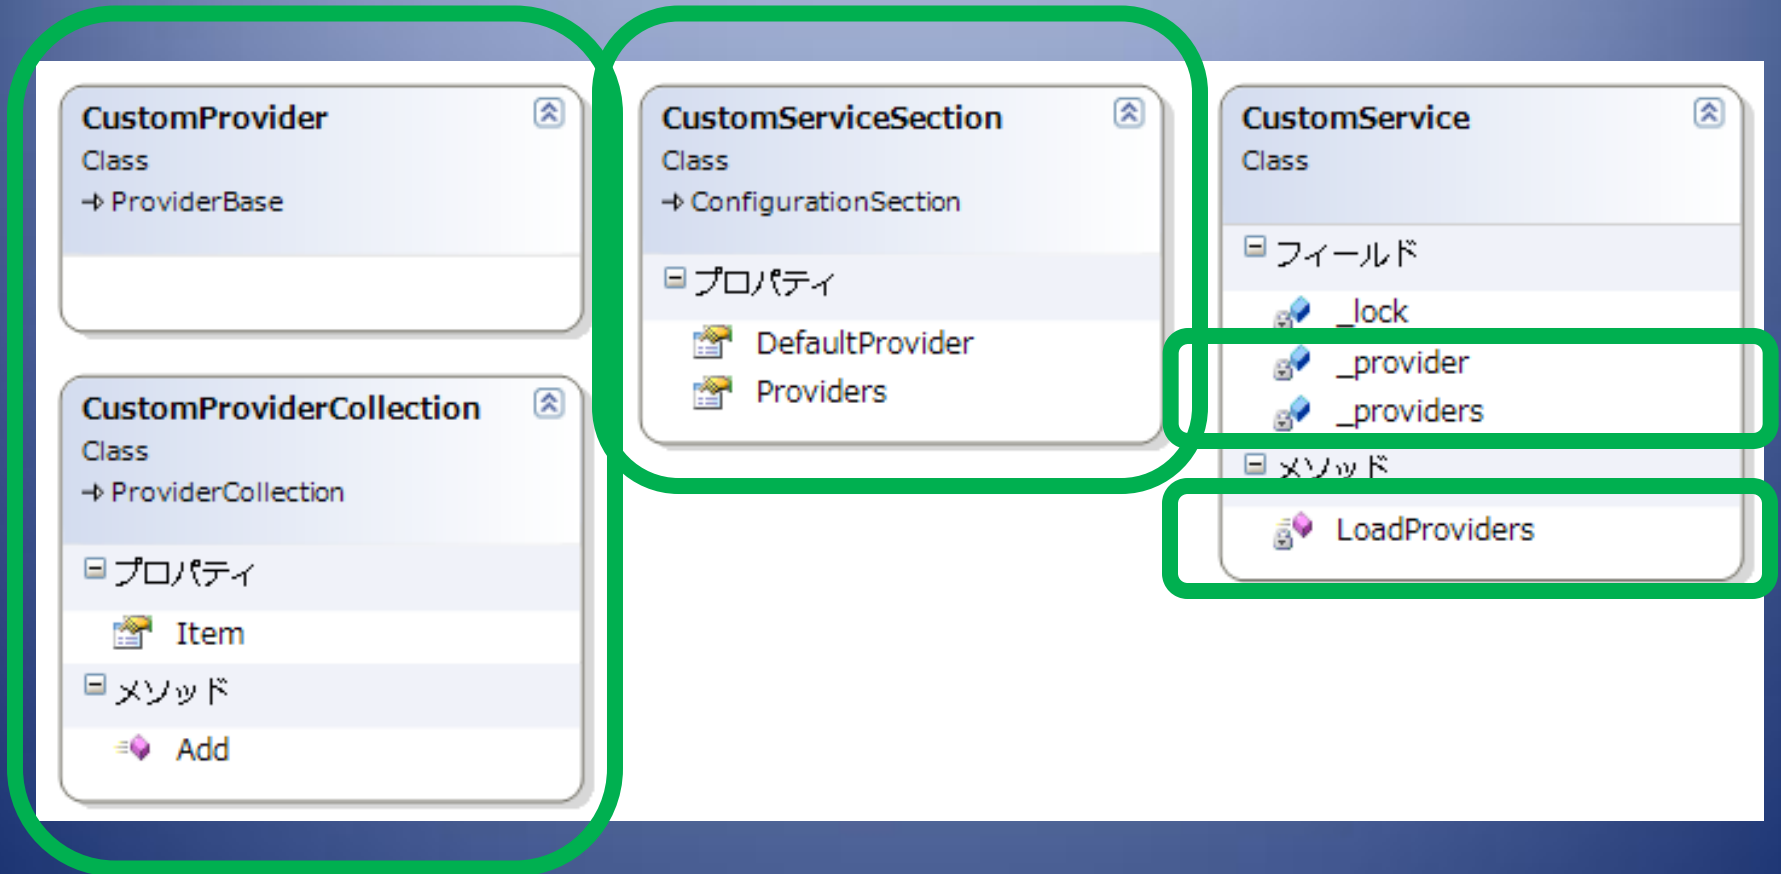 CustomProvider
Class
ProviderBase
CustomProviderCollection
Class
ProviderCollection
プロパティ
Item
メソッド
Add
CustomServiceSection
Class
ConfigurationSection
プロパティ
DefaultProvider
Providers
CustomService
Class
フィールド
_lock
_provider
_providers
メソッド
LoadProviders